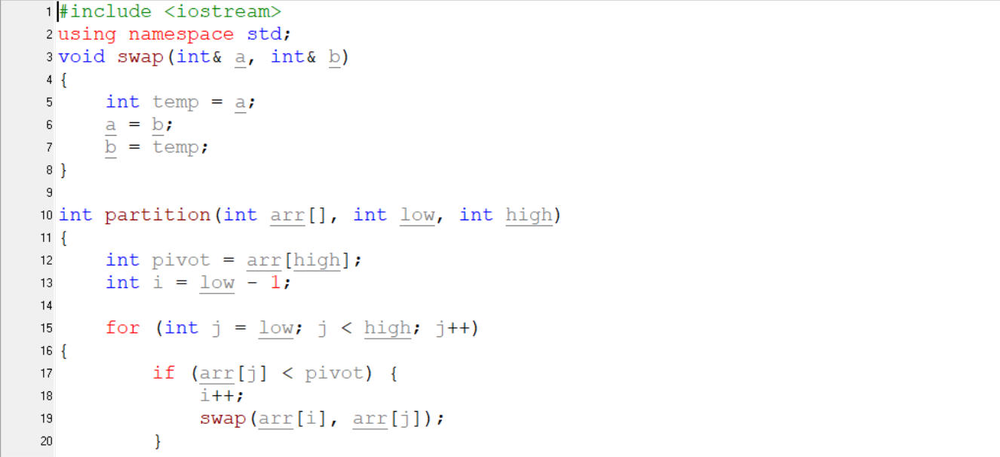 1 #include <iostream>
2 using namespace std;
3 void swap(int& a, int& b)
4 {
5     int temp = a;
6     a = b;
7     b = temp;
8 }
9
10 int partition(int arr[], int low, int high)
11 {
12     int pivot = arr[high];
13     int i = low - 1;
14
15     for (int j = low; j < high; j++)
16 {
17         if (arr[j] < pivot) {
18             i++;
19             swap(arr[i], arr[j]);
20         }